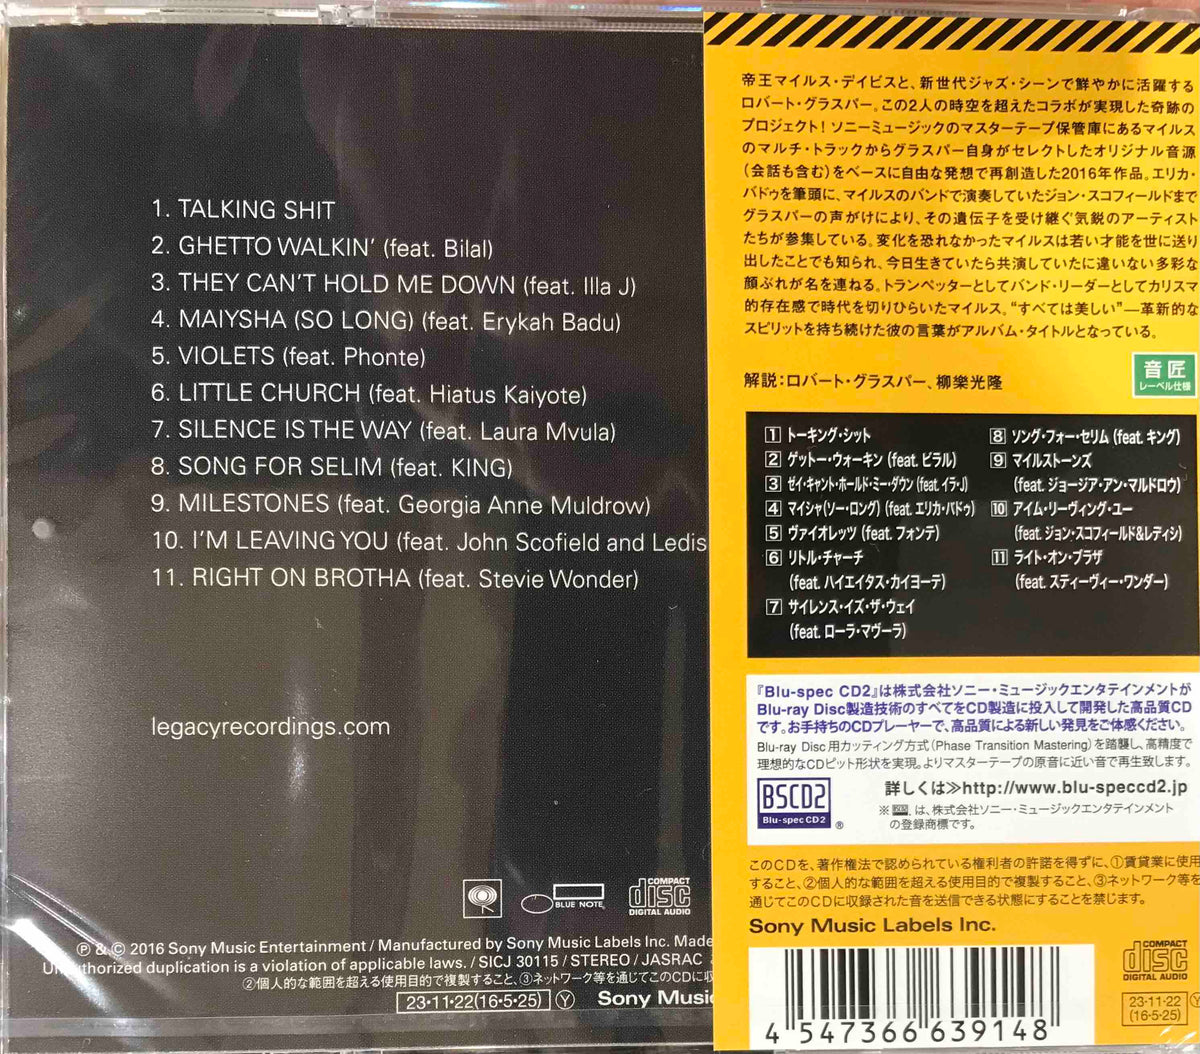 1. TALKING SHIT
2. GHETTO WALKIN' (feat. Bilal)
3. THEY CAN'T HOLD ME DOWN (feat. Illa J)
4. MAIYSHA (SO LONG) (feat. Erykah Badu)
5. VIOLETS (feat. Phonte)
6. LITTLE CHURCH (feat. Hiatus Kaiyote)
7. SILENCE IS THE WAY (feat. Laura Mvula)
8. SONG FOR SELIM (feat. KING)
9. MILESTONES (feat. Georgia Anne Muldrow)
10. I'M LEAVING YOU (feat. John Scofield and Ledis
11. RIGHT ON BROTHA (feat. Stevie Wonder)
legacyrecordings.com
BLUE NOTE
COMPACT
disc
DIGITAL AUDIO
Ⓟ & © 2016 Sony Music Entertainment / Manufactured by Sony Music Labels Inc. Made
Unauthorized duplication is a violation of applicable laws. / SICJ 30115 / STEREO / JASRAC
②個人的な範囲を超える使用目的で複製すること、③ネットワーク等を通じてこのCDに収
23・11・22(16・5・25) Ⓨ Sony Music
帝王マイルス・デイビスと、新世代ジャズ・シーンで鮮やかに活躍する
ロバート・グラスパー。この2人の時空を超えたコラボが実現した奇跡の
プロジェクト! ソニーミュージックのマスターテープ保管庫にあるマイルス
のマルチ・トラックからグラスパー自身がセレクトしたオリジナル音源
(会話も含む)をベースに自由な発想で再創造した2016年作品。エリカ・
バドゥを筆頭に、マイルスのバンドで演奏していたジョン・スコフィールドまで
グラスパーの声がけにより、その遺伝子を受け継ぐ気鋭のアーティスト
たちが参集している。変化を恐れなかったマイルスは若い才能を世に送り
出したことでも知られ、今日生きていたら共演していたに違いない多彩な
顔ぶれが名を連ねる。トランペッターとしてバンド・リーダーとしてカリスマ
的存在感で時代を切りひらいたマイルス。“すべては美しい”—革新的な
スピリットを持ち続けた彼の言葉がアルバム・タイトルとなっている。
解説:ロバート・グラスパー、柳樂光隆
音匠
レーベル仕様
1 トーキング・シット
2 ゲットー・ウォーキン (feat. ビラル)
3 ゼイ・キャント・ホールド・ミー・ダウン (feat. イラ・J)
4 マイシャ(ソー・ロング) (feat. エリカ・バドゥ)
5 ヴァイオレッツ (feat. フォンテ)
6 リトル・チャーチ
(feat. ハイエイタス・カイヨーテ)
7 サイレンス・イズ・ザ・ウェイ
(feat. ローラ・マヴーラ)
8 ソング・フォー・セリム (feat. キング)
9 マイルストーンズ
(feat. ジョージア・アン・マルドロウ)
10 アイム・リーヴィング・ユー
(feat. ジョン・スコフィールド&レディシ)
11 ライト・オン・ブラザ
(feat. スティーヴィー・ワンダー)
『Blu-spec CD2』は株式会社ソニー・ミュージックエンタテインメントが
Blu-ray Disc製造技術のすべてをCD製造に投入して開発した高品質CD
です。お手持ちのCDプレーヤーで、高品質による新しい発見をご体感ください。
Blu-ray Disc用カッティング方式(Phase Transition Mastering)を踏襲し、高精度で
理想的なCDピット形状を実現。よりマスターテープの原音に近い音で再生致します。
BSCD2
Blu-spec CD2
®
詳しくは≫http://www.blu-speccd2.jp
※ は、株式会社ソニー・ミュージックエンタテインメント
の登録商標です。
このCDを、著作権法で認められている権利者の許諾を得ずに、①賃貸業に使用
すること、②個人的な範囲を超える使用目的で複製すること、③ネットワーク等を
通じてこのCDに収録された音を送信できる状態にすることを禁じます。
Sony Music Labels Inc.
4 547366 639148
COMPACT
disc
DIGITAL AUDIO
23・11・22
(16・5・25)
Ⓨ